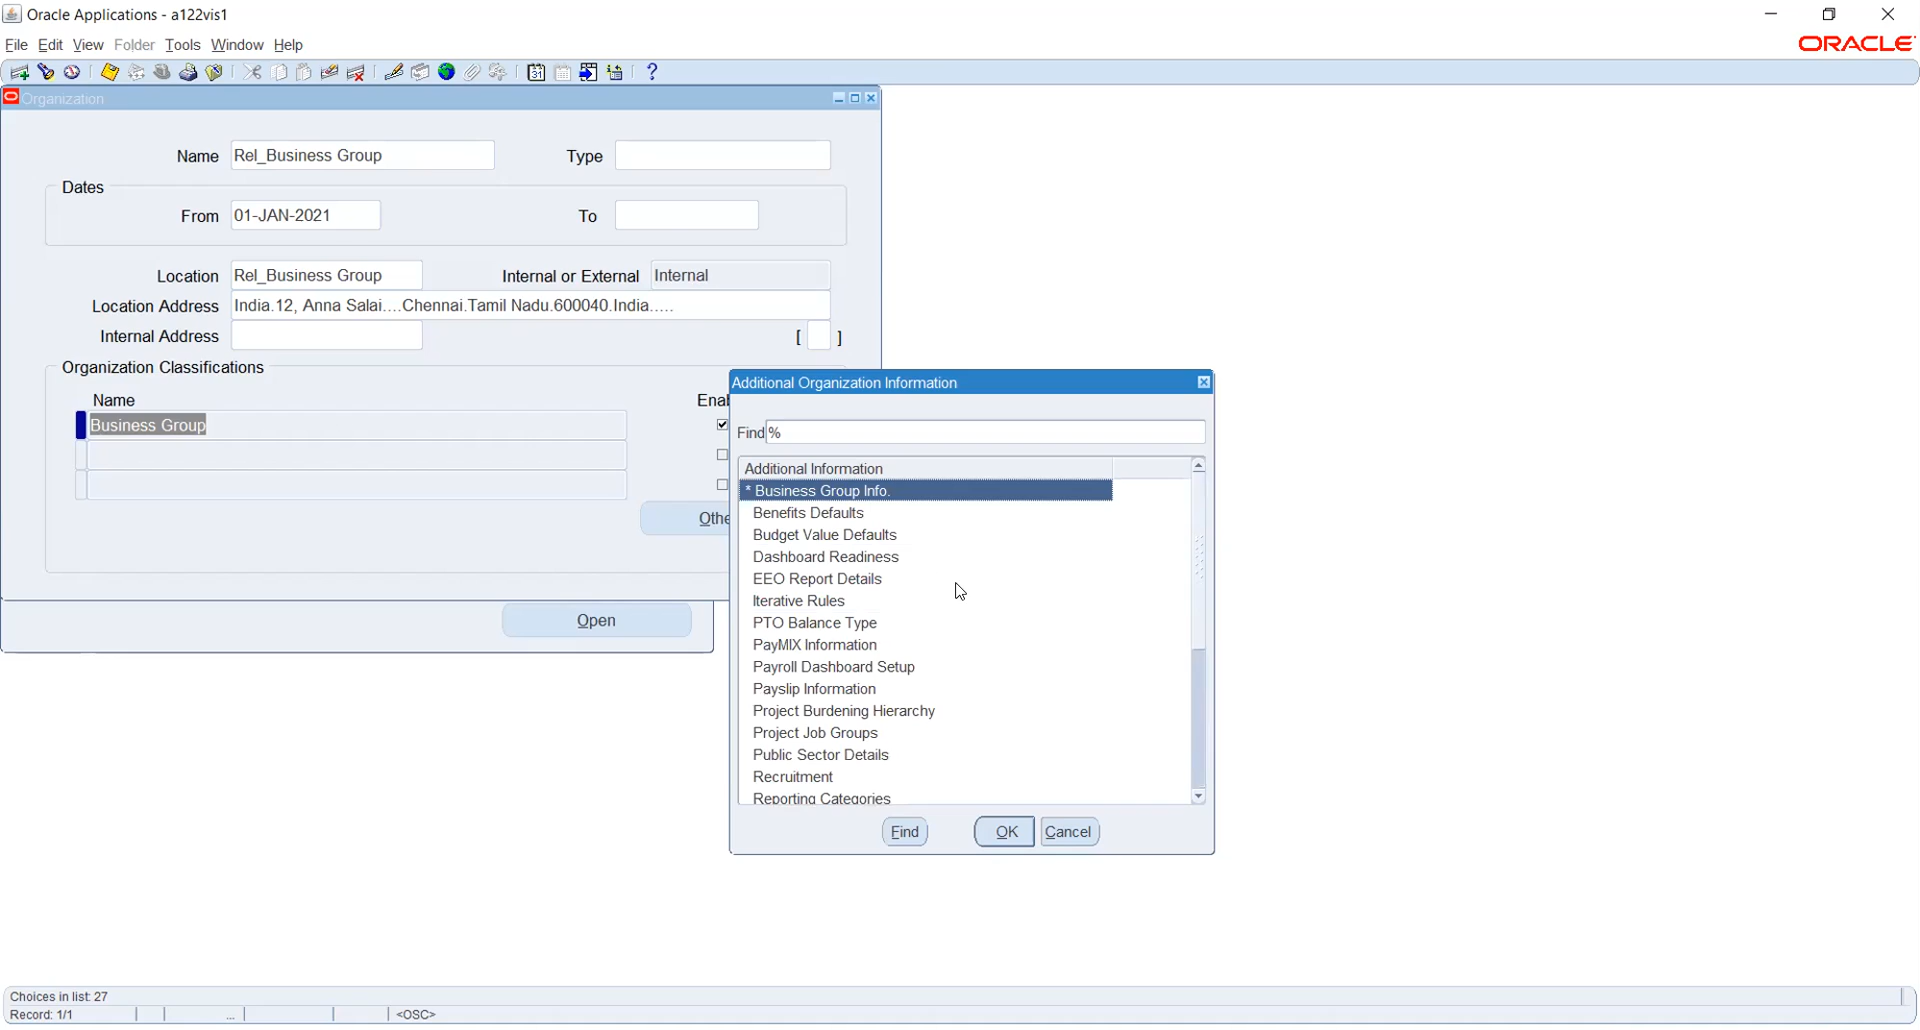 Oracle Applications - a122vis1
File Edit View Folder Tools Window Help
ORACLE
Organization
Name Rel_Business Group Type
Dates
From 01-JAN-2021 To
Location Rel_Business Group Internal or External Internal
Location Address India.12, Anna Salai....Chennai.Tamil Nadu.600040.India.....
Internal Address [ ]
Organization Classifications
Name Enab
Business Group
Othe
Open
Additional Organization Information
Find %
Additional Information
* Business Group Info.
Benefits Defaults
Budget Value Defaults
Dashboard Readiness
EEO Report Details
Iterative Rules
PTO Balance Type
PayMIX Information
Payroll Dashboard Setup
Payslip Information
Project Burdening Hierarchy
Project Job Groups
Public Sector Details
Recruitment
Reporting Categories
Find OK Cancel
Choices in list: 27
Record: 1/1 ... <OSC>